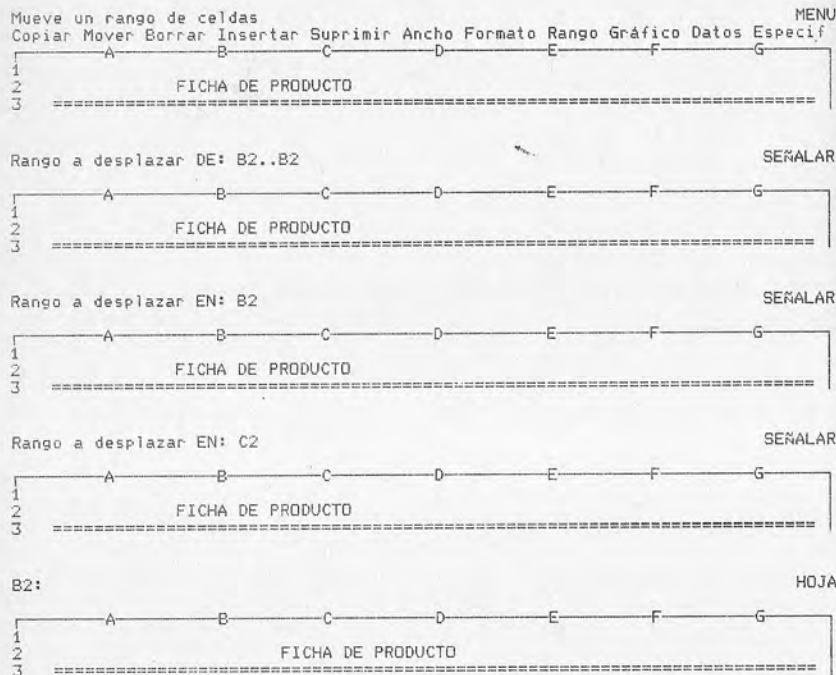 Mueve un rango de celdas MENU
Copiar Mover Borrar Insertar Suprimir Ancho Formato Rango Gráfico Datos Especif
A B C D E F G
1
2 FICHA DE PRODUCTO
3 ========================================================================
Rango a desplazar DE: B2..B2 SEÑALAR
A B C D E F G
1
2 FICHA DE PRODUCTO
3 ========================================================================
Rango a desplazar EN: B2 SEÑALAR
A B C D E F G
1
2 FICHA DE PRODUCTO
3 ========================================================================
Rango a desplazar EN: C2 SEÑALAR
A B C D E F G
1
2 FICHA DE PRODUCTO
3 ========================================================================
B2: HOJA
A B C D E F G
1
2 FICHA DE PRODUCTO
3 ========================================================================